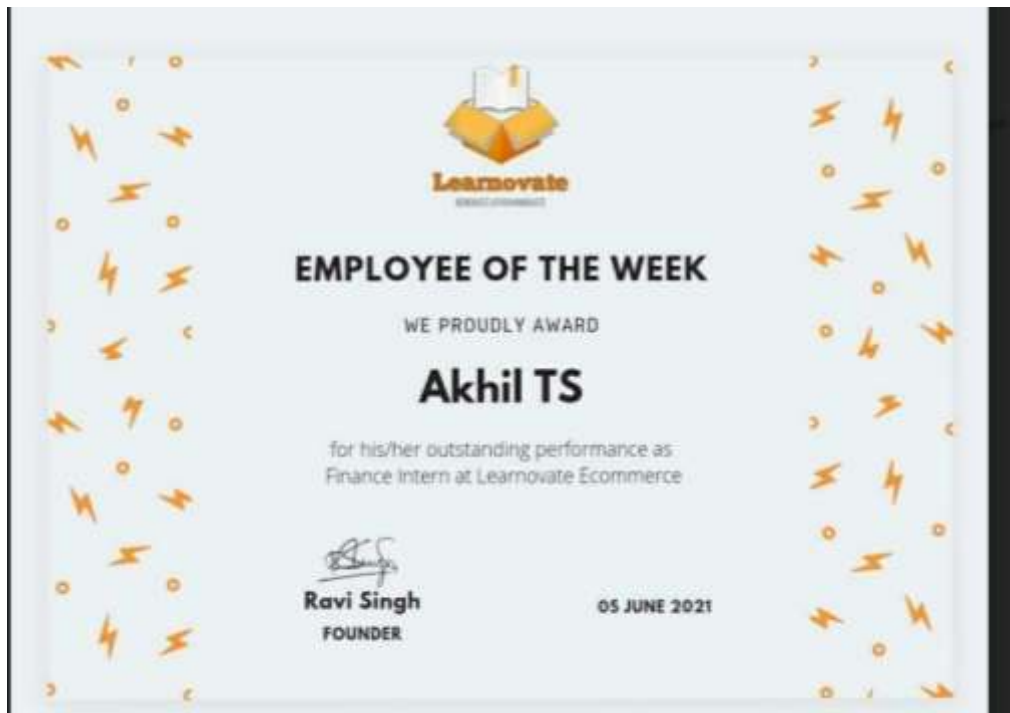 Learnovate
EMPLOYEE OF THE WEEK
WE PROUDLY AWARD
Akhil TS
for his/her outstanding performance as
Finance Intern at Learnovate Ecommerce
Ravi Singh
05 JUNE 2021
FOUNDER